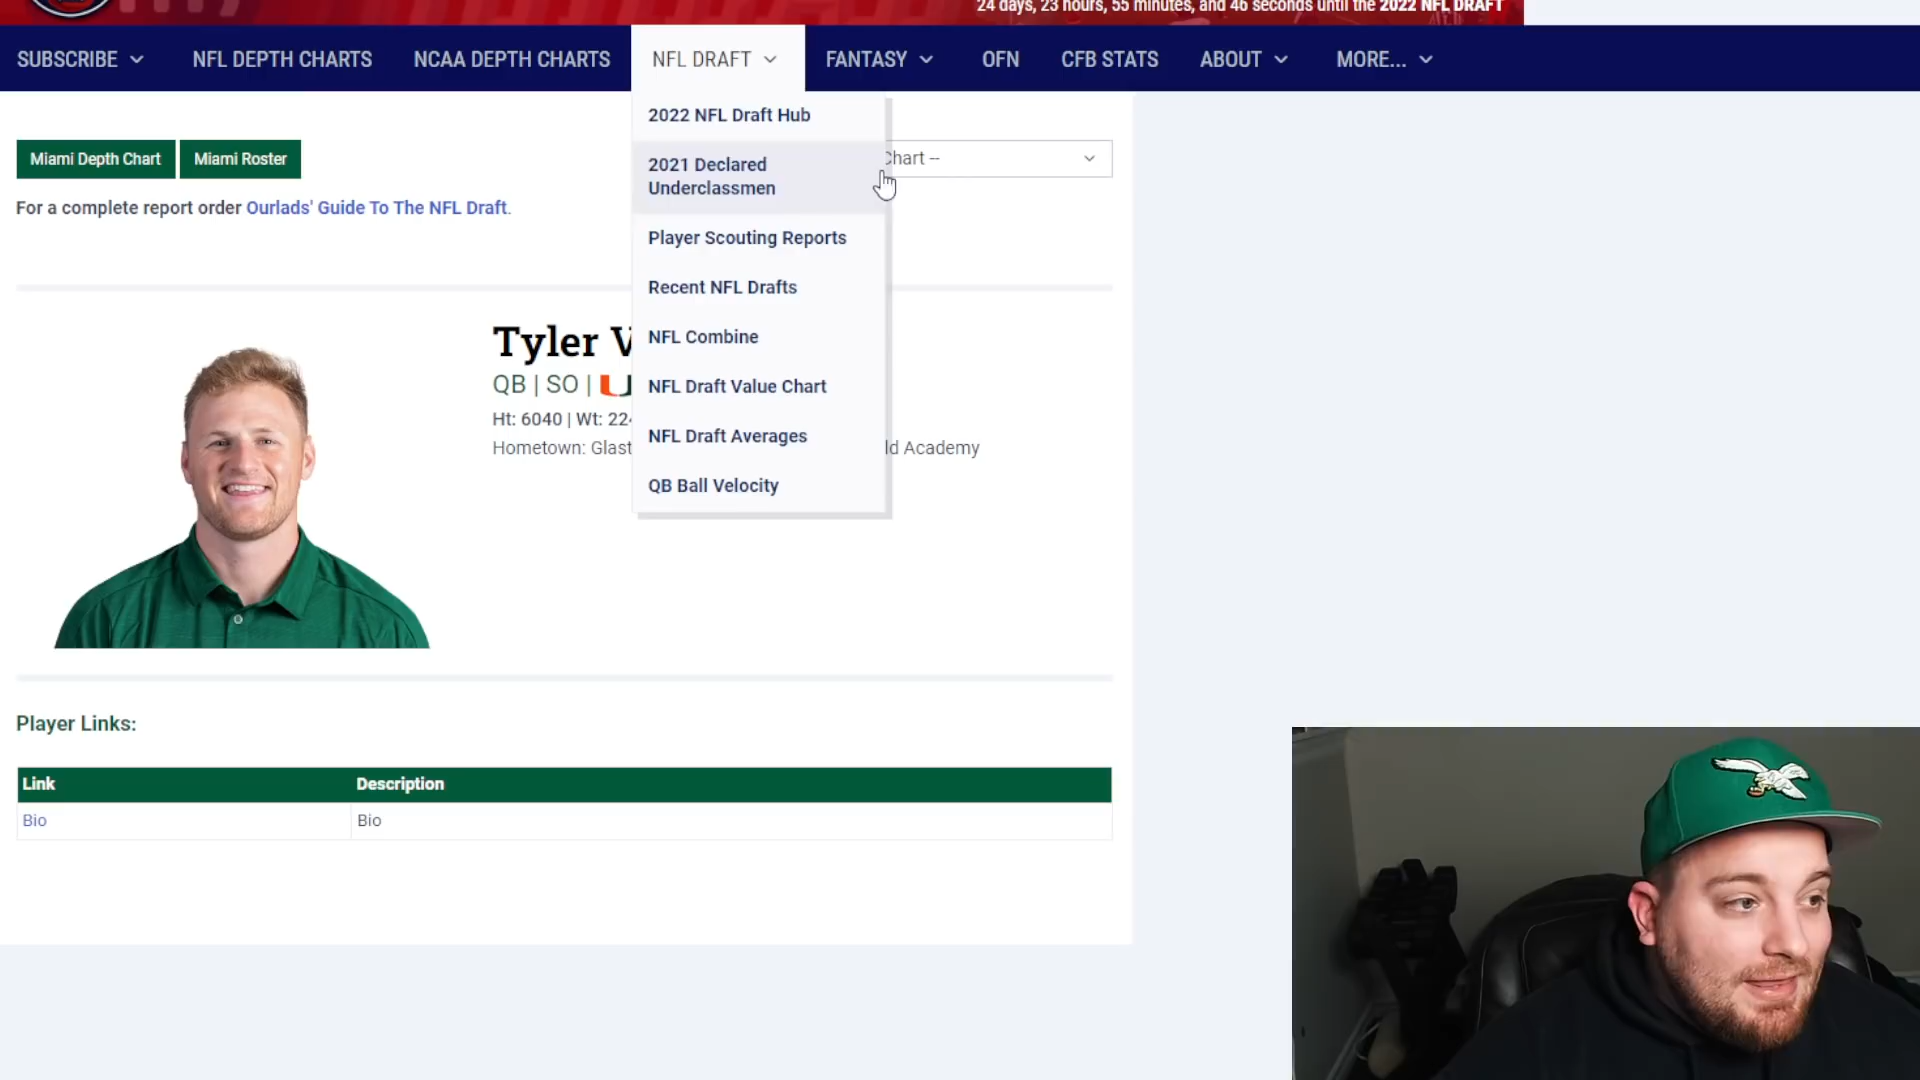 24 days, 23 hours, 55 minutes, and 46 seconds until the 2022 NFL DRAFT
SUBSCRIBE NFL DEPTH CHARTS NCAA DEPTH CHARTS NFL DRAFT FANTASY OFN CFB STATS ABOUT MORE...
2022 NFL Draft Hub
2021 Declared
Underclassmen
Player Scouting Reports
Recent NFL Drafts
NFL Combine
NFL Draft Value Chart
NFL Draft Averages
QB Ball Velocity
Miami Depth Chart Miami Roster
Chart --
For a complete report order Ourlads' Guide To The NFL Draft.
Tyler
QB | SO |
Ht: 6040 | Wt:
Hometown: Academy
Player Links:
Link Description
Bio Bio